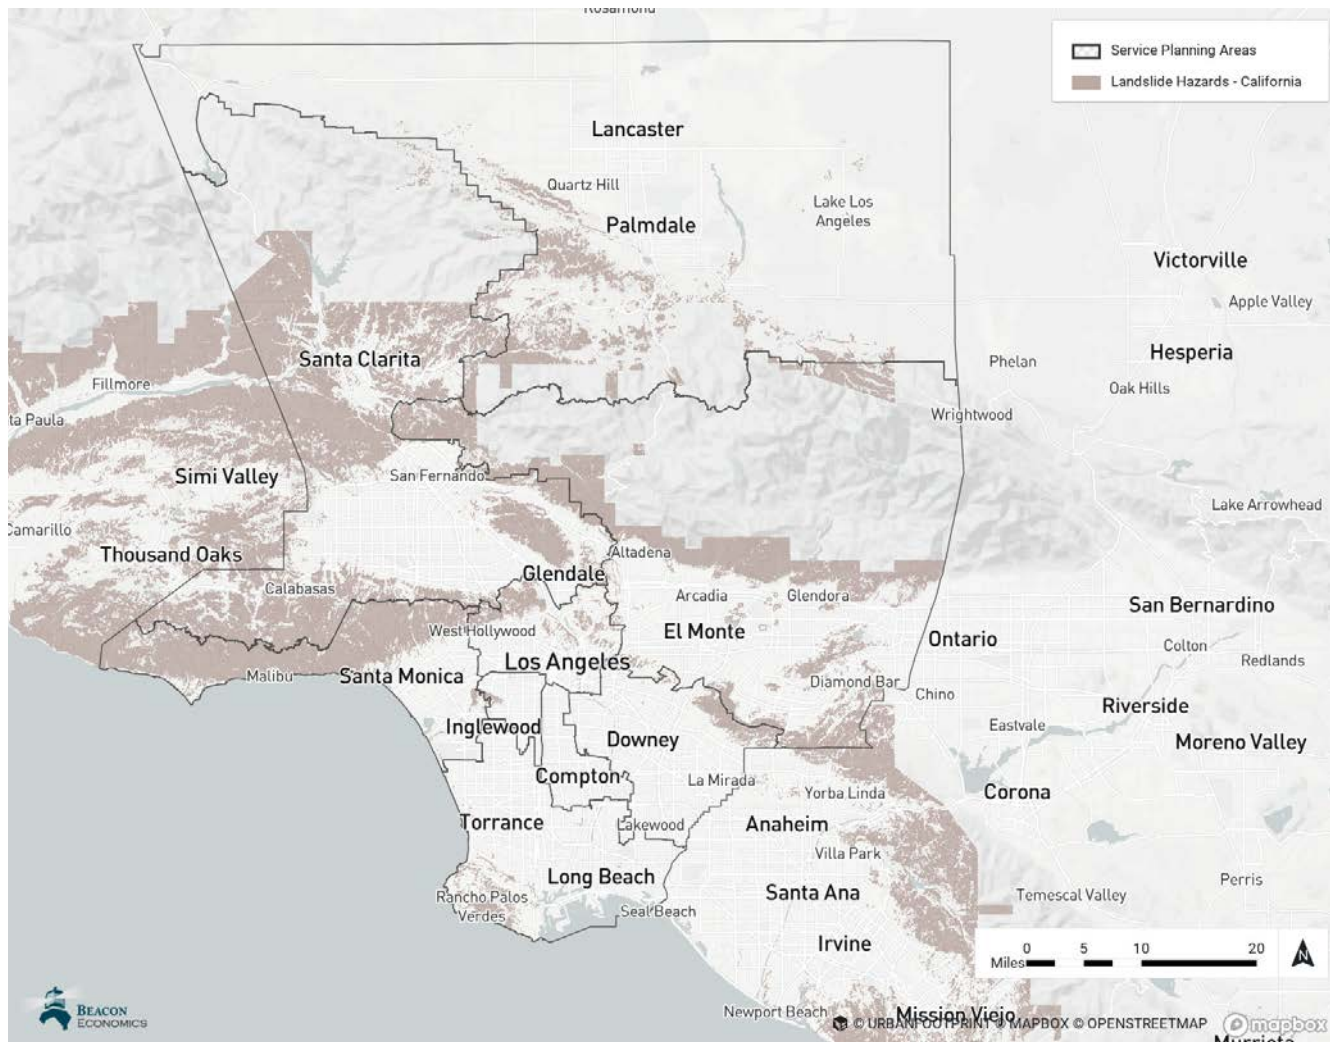 Rosamond
Service Planning Areas
Landslide Hazards - California
Lancaster
Quartz Hill
Lake Los
Angeles
Palmdale
Victorville
Apple Valley
Santa Clarita
Hesperia
Phelan
Fillmore
Oak Hills
ta Paula
Wrightwood
Simi Valley
San Fernando
Lake Arrowhead
Camarillo
Thousand Oaks
Altadena
Glendale
Calabasas
Arcadia
Glendora
San Bernardino
West Hollywood
El Monte
Ontario
Colton
Los Angeles
Redlands
Malibu
Santa Monica
Diamond Bar
Chino
Riverside
Inglewood
Eastvale
Downey
Moreno Valley
Compton
La Mirada
Yorba Linda
Corona
Torrance
Lakewood
Anaheim
Villa Park
Long Beach
Perris
Rancho Palos
Verdes
Santa Ana
Temescal Valley
Seal Beach
Irvine
0 5 10 20
Miles
N
BEACON
ECONOMICS
Newport Beach
Mission Viejo
© URBANFOOTPRINT © MAPBOX © OPENSTREETMAP
mapbox
Murrieta